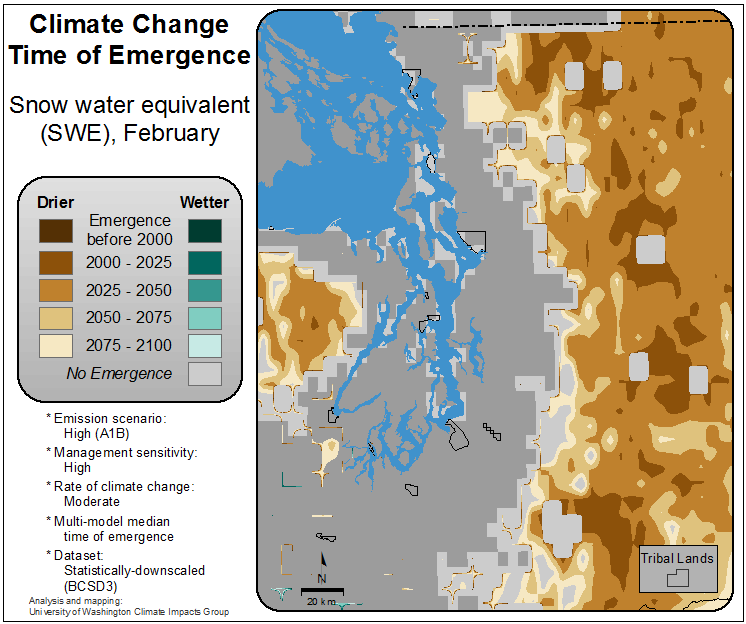 Climate Change
Time of Emergence
Snow water equivalent
(SWE), February
Drier Wetter
Emergence
before 2000
2000 - 2025
2025 - 2050
2050 - 2075
2075 - 2100
No Emergence
* Emission scenario:
High (A1B)
* Management sensitivity:
High
* Rate of climate change:
Moderate
* Multi-model median
time of emergence
* Dataset:
Statistically-downscaled
(BCSD3)
Analysis and mapping:
University of Washington Climate Impacts Group
N
20 km
Tribal Lands